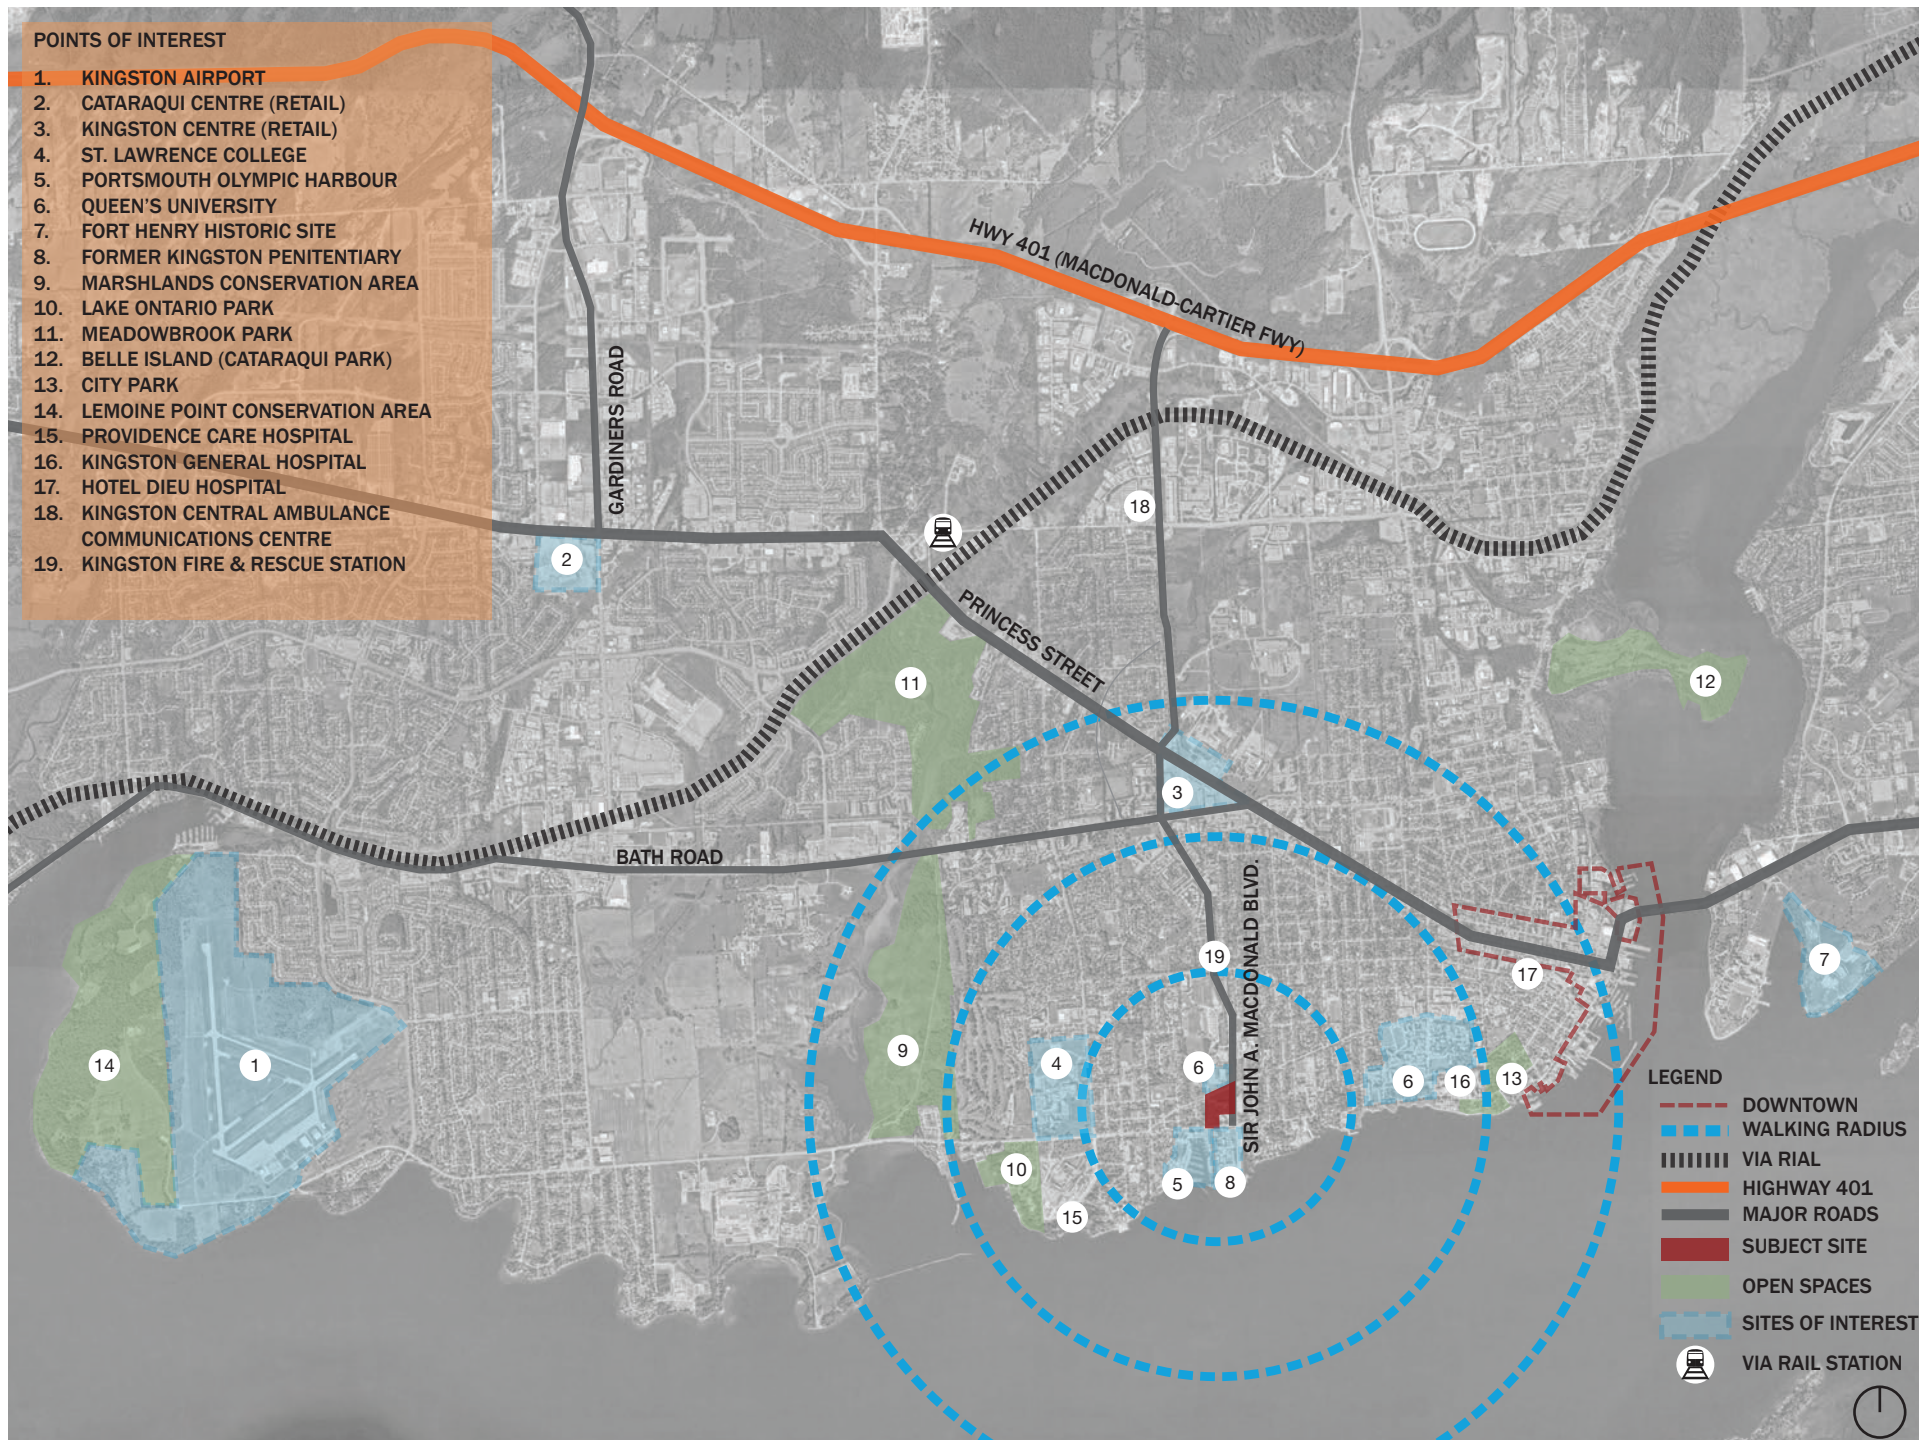 POINTS OF INTEREST
1. KINGSTON AIRPORT
2. CATARAQUI CENTRE (RETAIL)
3. KINGSTON CENTRE (RETAIL)
4. ST. LAWRENCE COLLEGE
5. PORTSMOUTH OLYMPIC HARBOUR
6. QUEEN'S UNIVERSITY
7. FORT HENRY HISTORIC SITE
8. FORMER KINGSTON PENITENTIARY
9. MARSHLANDS CONSERVATION AREA
10. LAKE ONTARIO PARK
11. MEADOWBROOK PARK
12. BELLE ISLAND (CATARAQUI PARK)
13. CITY PARK
14. LEMOINE POINT CONSERVATION AREA
15. PROVIDENCE CARE HOSPITAL
16. KINGSTON GENERAL HOSPITAL
17. HOTEL DIEU HOSPITAL
18. KINGSTON CENTRAL AMBULANCE
COMMUNICATIONS CENTRE
19. KINGSTON FIRE & RESCUE STATION
HWY 401 (MACDONALD-CARTIER FWY)
GARDINERS ROAD
18
2
PRINCESS STREET
11
12
3
BATH ROAD
SIR JOHN A. MACDONALD BLVD.
19
17
7
9
14
1
4
6
6
16
13
10
5
8
15
LEGEND
DOWNTOWN
WALKING RADIUS
VIA RIAL
HIGHWAY 401
MAJOR ROADS
SUBJECT SITE
OPEN SPACES
SITES OF INTEREST
VIA RAIL STATION